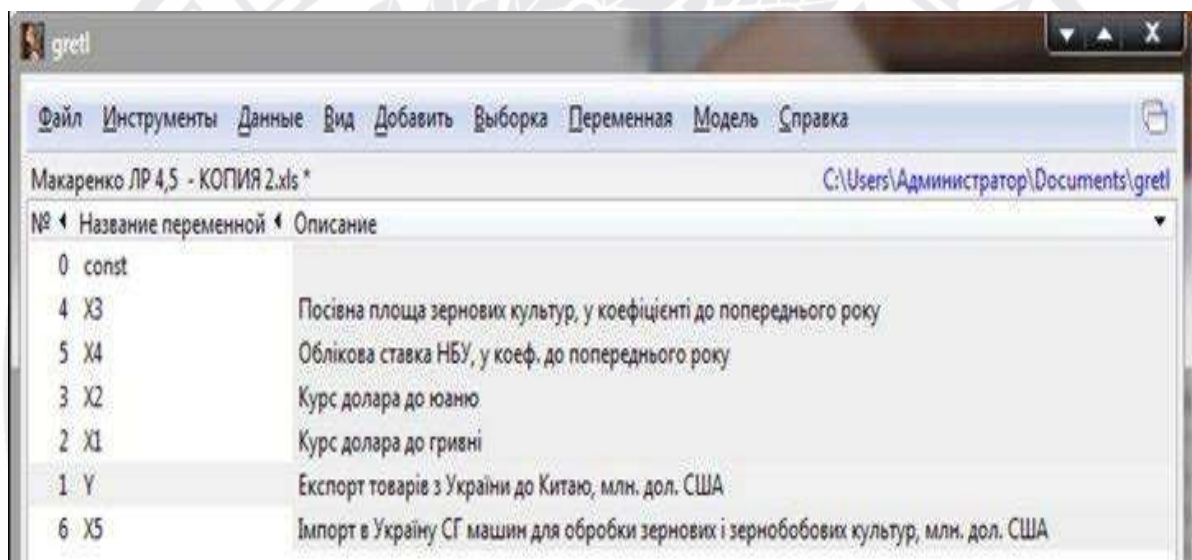 gretl
Файл Инструменты Данные Вид Добавить Выборка Переменная Модель Справка
Макаренко ЛР 4,5 - КОПИЯ 2.xls * C:\Users\Администратор\Documents\gretl
№ Название переменной Описание
0 const
4 X3 Посівна площа зернових культур, у коефіцієнті до попереднього року
5 X4 Облікова ставка НБУ, у коеф. до попереднього року
3 X2 Курс долара до юаню
2 X1 Курс долара до гривні
1 Y Експорт товарів з України до Китаю, млн. дол. США
6 X5 Імпорт в Україну СГ машин для обробки зернових і зернобобових культур, млн. дол. США